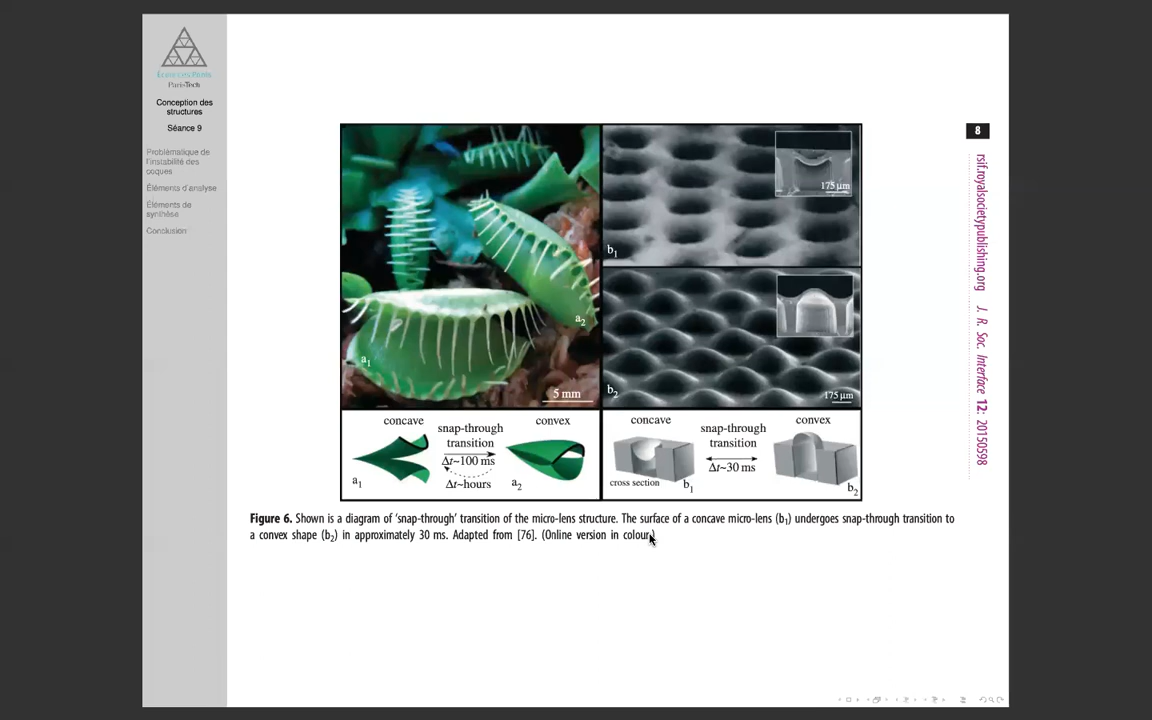 ÉCOLE DES PONTS
ParisTech
Conception des
structures
Séance 9
Problématique de
l'instabilité des
coques
Éléments d'analyse
Éléments de
synthèse
Conclusion
8
rsif.royalsocietypublishing.org J. R. Soc. Interface 12: 20150598
a1
a2
5 mm
b1
175 µm
b2
175 µm
concave
snap-through
transition
convex
Δt~100 ms
Δt~hours
a1
a2
concave
snap-through
transition
convex
Δt~30 ms
cross section
b1
b2
Figure 6. Shown is a diagram of 'snap-through' transition of the micro-lens structure. The surface of a concave micro-lens (b1) undergoes snap-through transition to
a convex shape (b2) in approximately 30 ms. Adapted from [76]. (Online version in colour.)